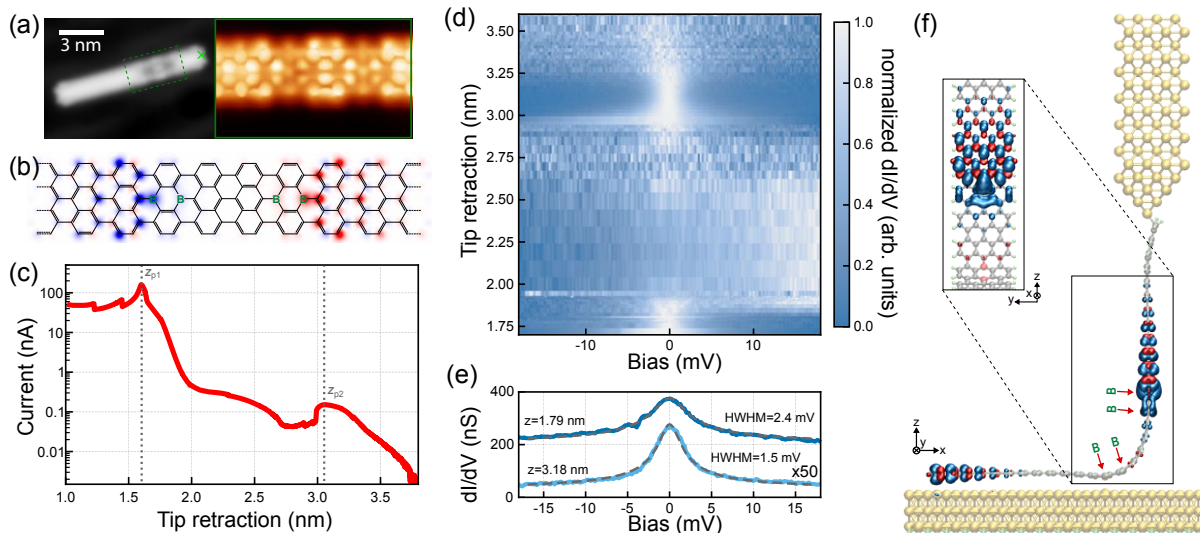 (a)
3 nm
(b)
B B B B
(c)
z_p1
z_p2
Current (nA)
100
10
1
0.1
0.01
1.0 1.5 2.0 2.5 3.0 3.5
Tip retraction (nm)
(d)
Tip retraction (nm)
3.50
3.25
3.00
2.75
2.50
2.25
2.00
1.75
-10 0 10
Bias (mV)
1.0
0.8
0.6
0.4
0.2
0.0
normalized dI/dV (arb. units)
(e)
dI/dV (nS)
400
200
0
z=1.79 nm
HWHM=2.4 mV
z=3.18 nm
HWHM=1.5 mV
x50
-15 -10 -5 0 5 10 15
Bias (mV)
(f)
z
x
y
B
B
B
B
z
y
x